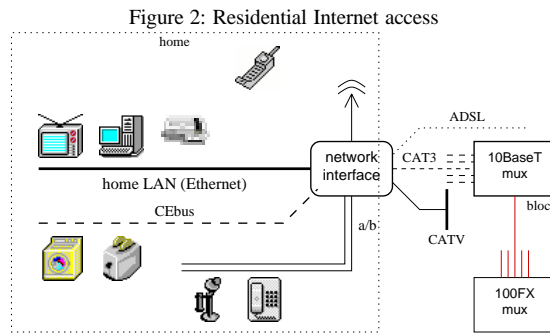 Figure 2: Residential Internet access
home
ADSL
network
interface
CAT3
10BaseT
mux
home LAN (Ethernet)
CEbus
a/b
CATV
100FX
mux